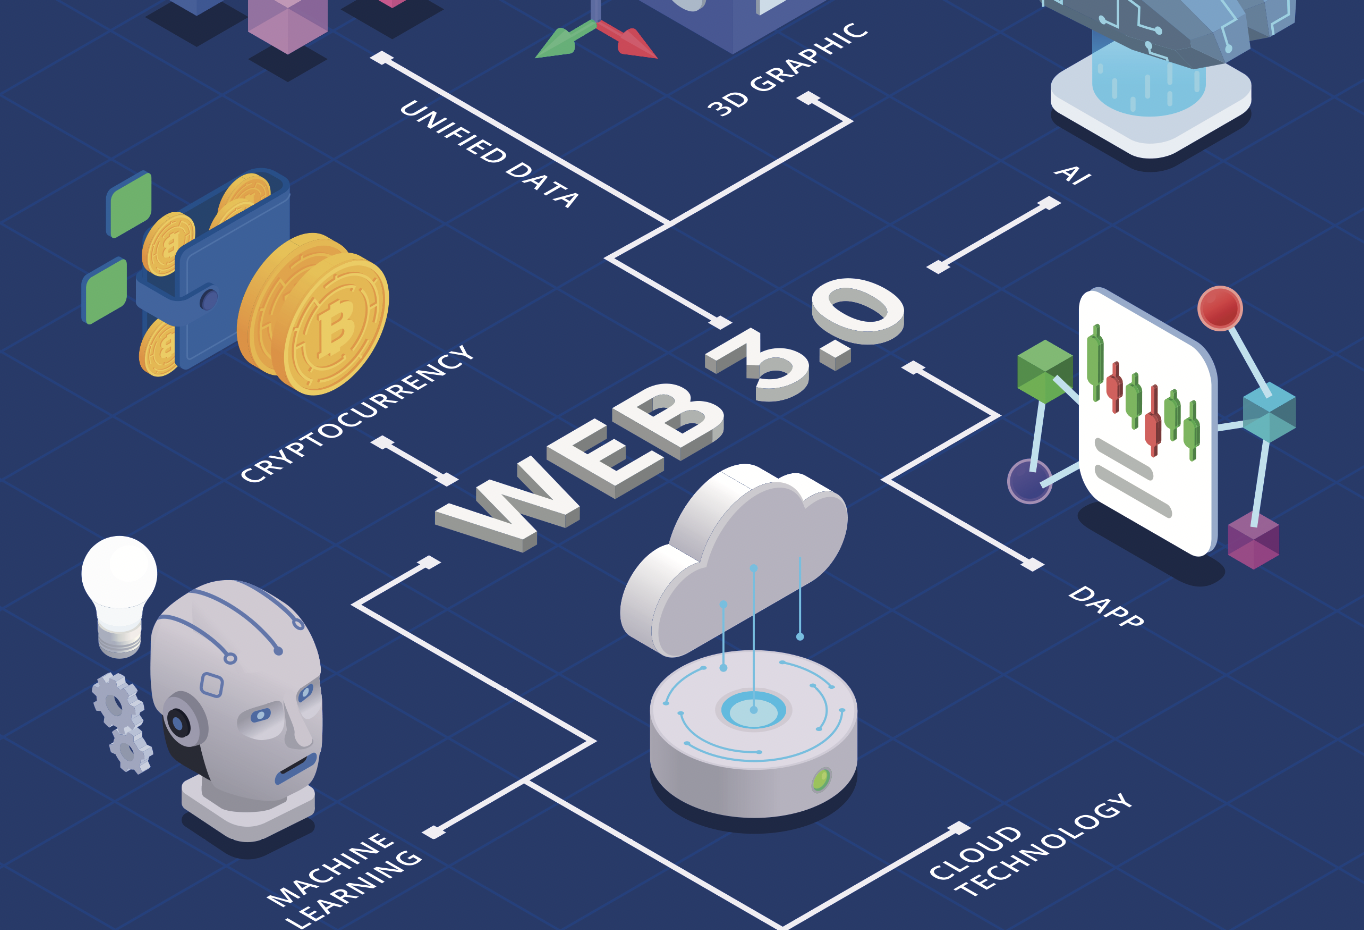 3D GRAPHIC
UNIFIED DATA
AI
WEB 3.0
CRYPTOCURRENCY
DAPP
MACHINE
LEARNING
CLOUD
TECHNOLOGY